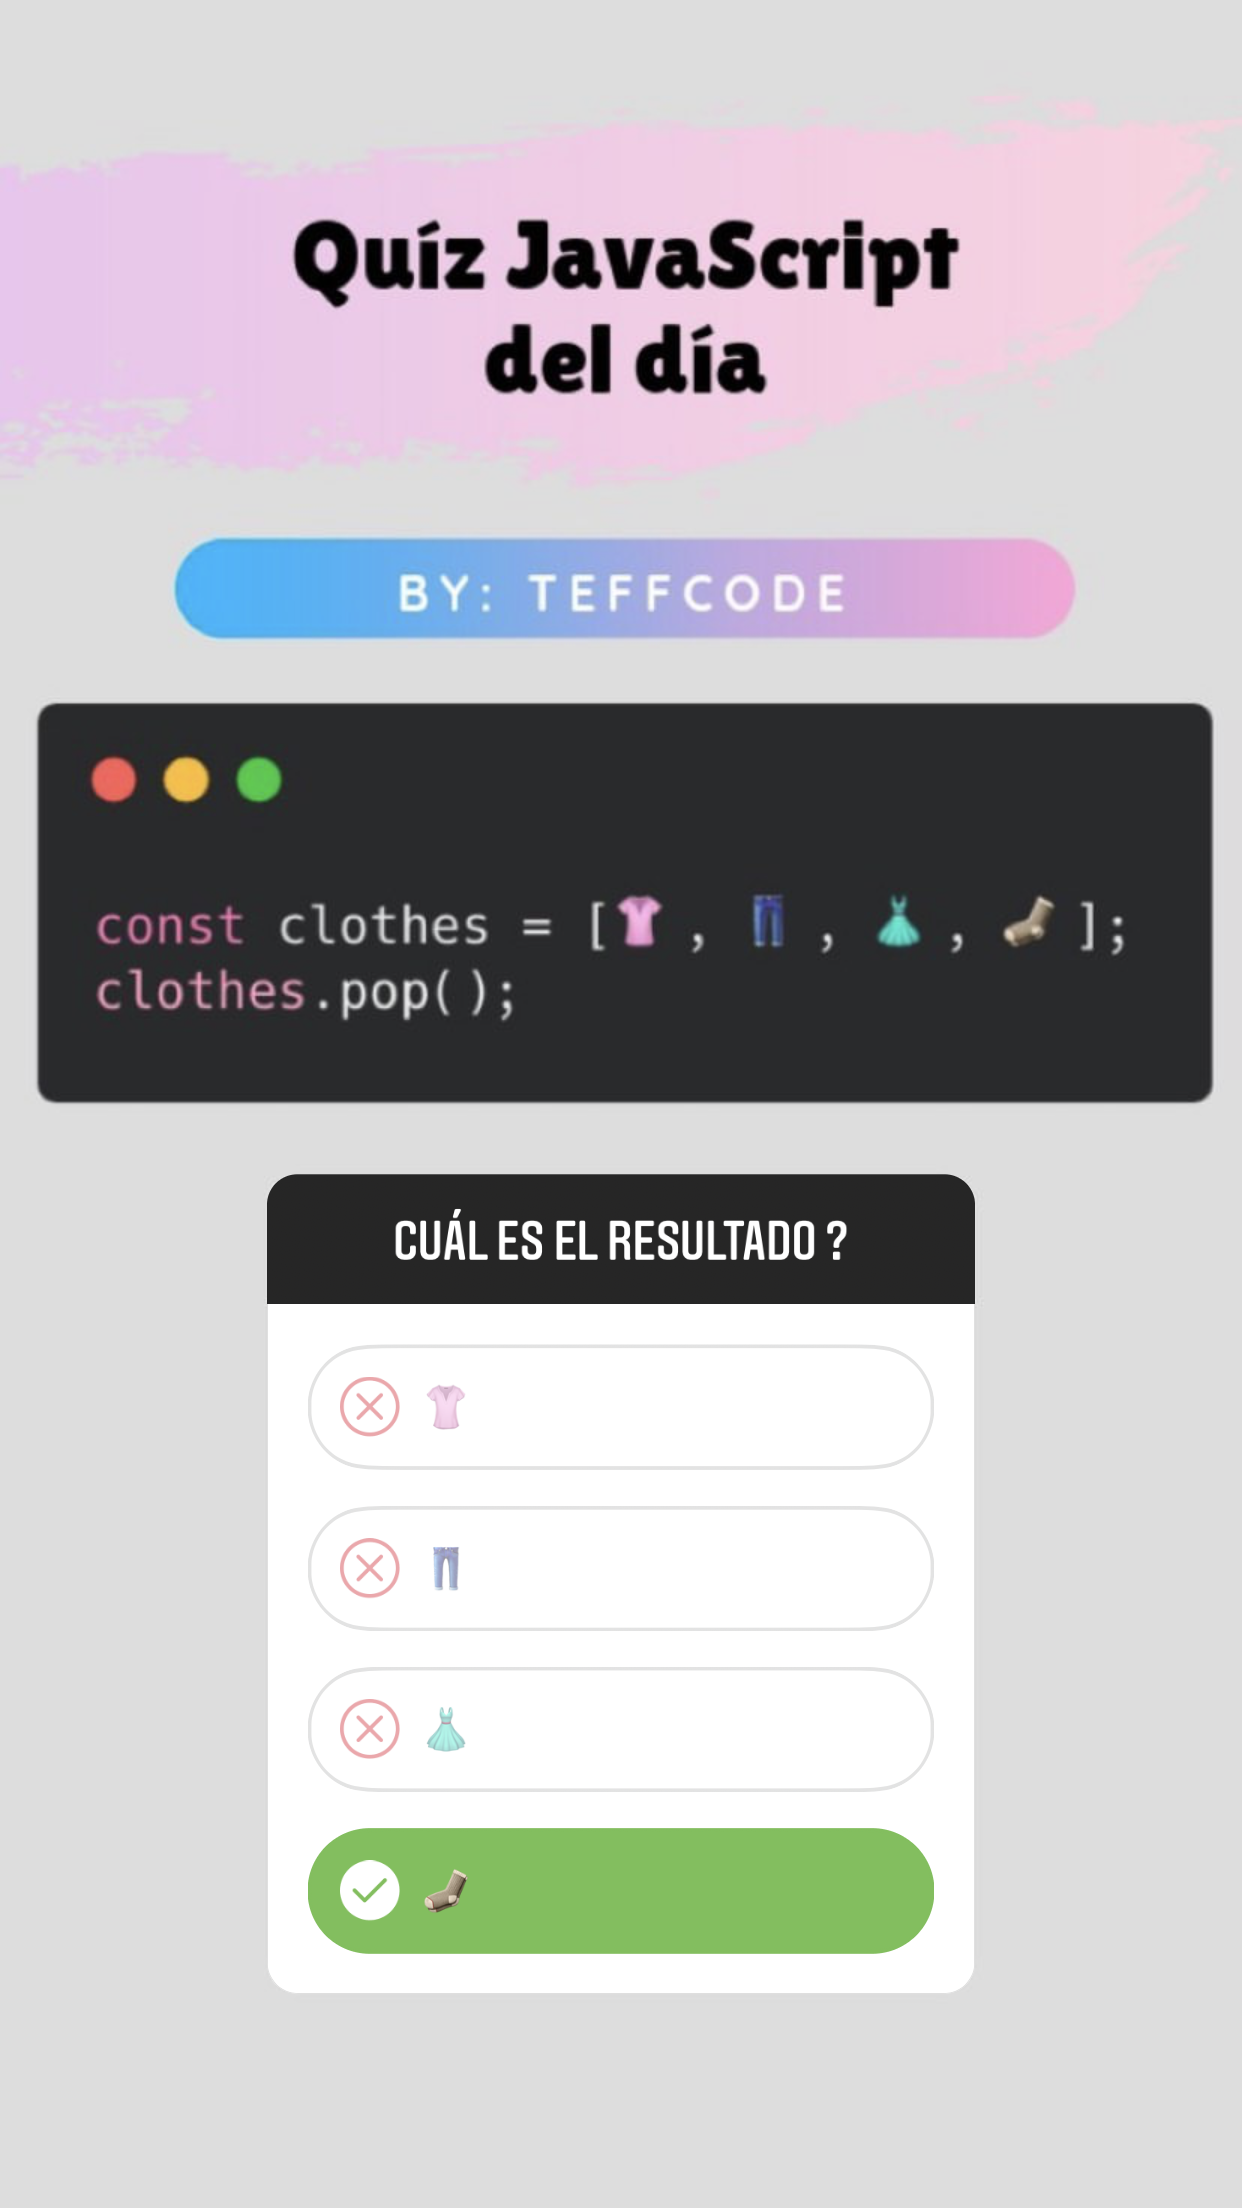 Quíz JavaScript
del día
BY: TEFFCODE
const clothes = [👚, 👖, 👗, 🧦];
clothes.pop();
CUÁL ES EL RESULTADO ?
👚
👖
👗
🧦